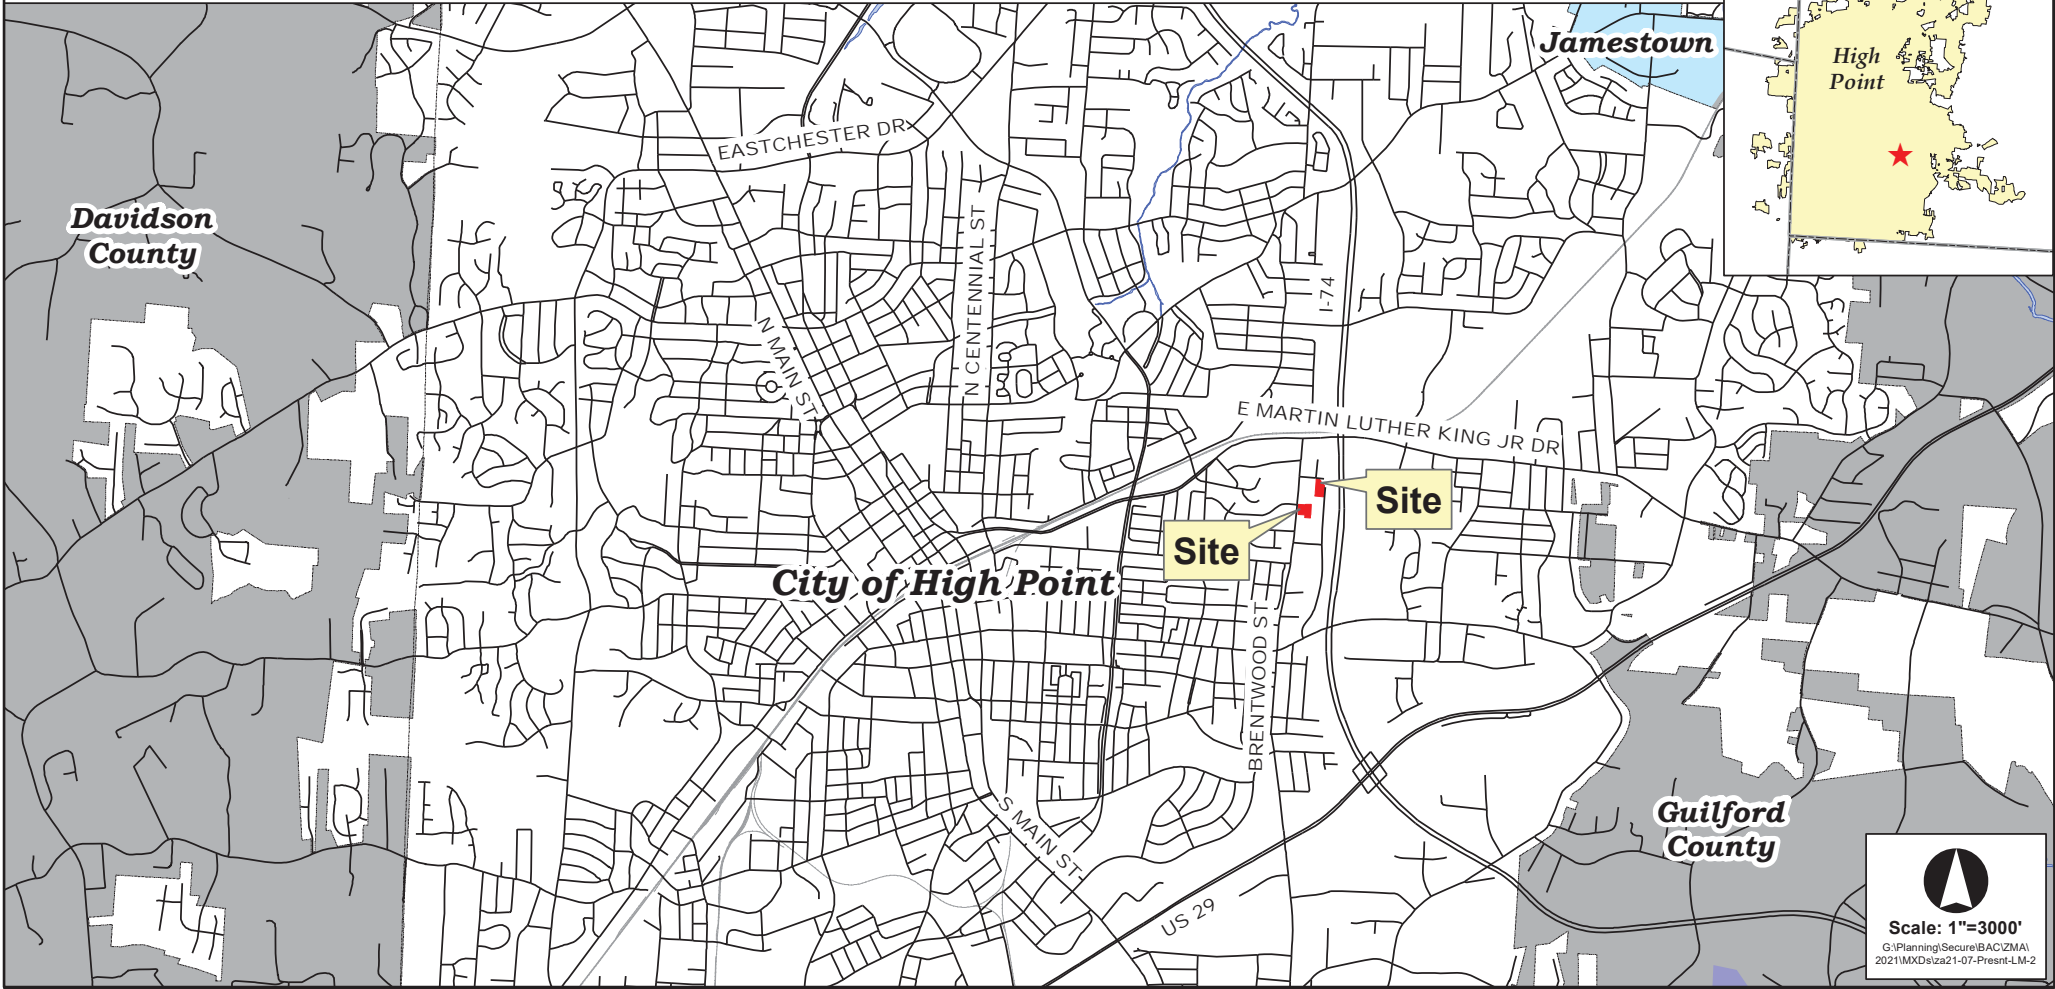 Jamestown
High
Point
EASTCHESTER DR
Davidson
County
N CENTENNIAL ST
I-74
N MAIN ST
E MARTIN LUTHER KING JR DR
Site
Site
City of High Point
BRENTWOOD ST
S MAIN ST
US 29
Guilford
County
Scale: 1"=3000'
G:\Planning\Secure\BAC\ZMA\
2021\MXDs\za21-07-Presnt-LM-2